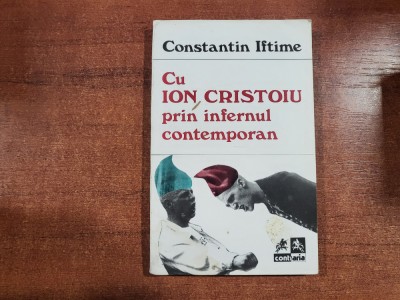 Constantin Iftime
Cu
ION CRISTOIU
prin infernul
contemporan
contraria